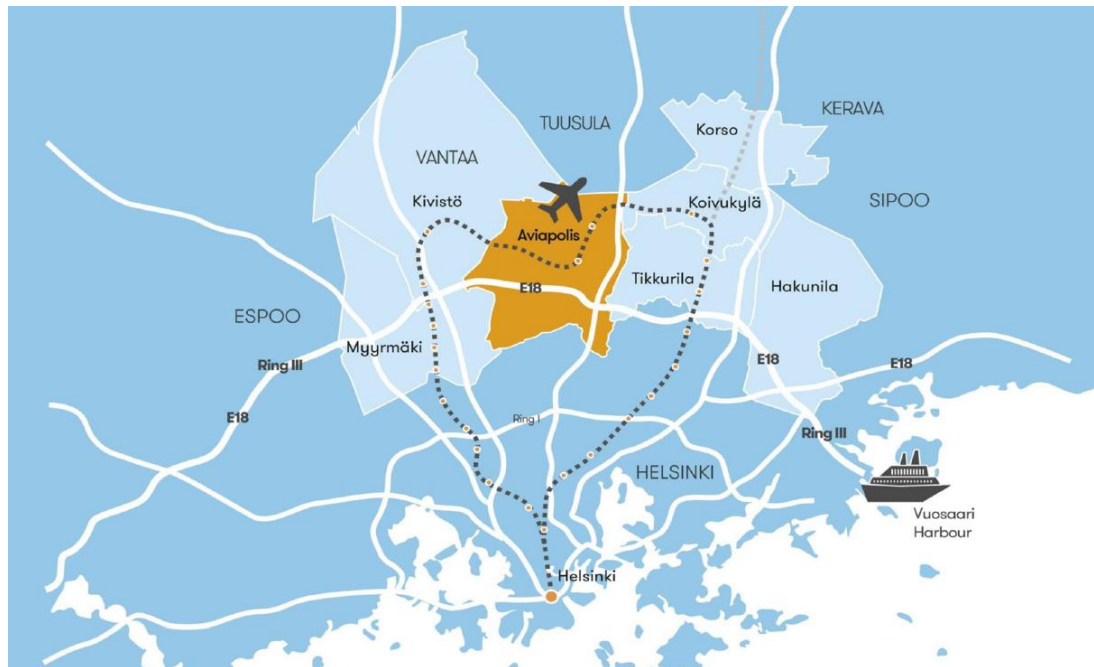 KERAVA
TUUSULA
Korso
VANTAA
Kivistö
Koivukylä
SIPOO
Aviapolis
Tikkurila
Hakunila
E18
ESPOO
Myyrmäki
Ring III
E18
E18
E18
Ring I
Ring III
HELSINKI
Vuosaari
Harbour
Helsinki